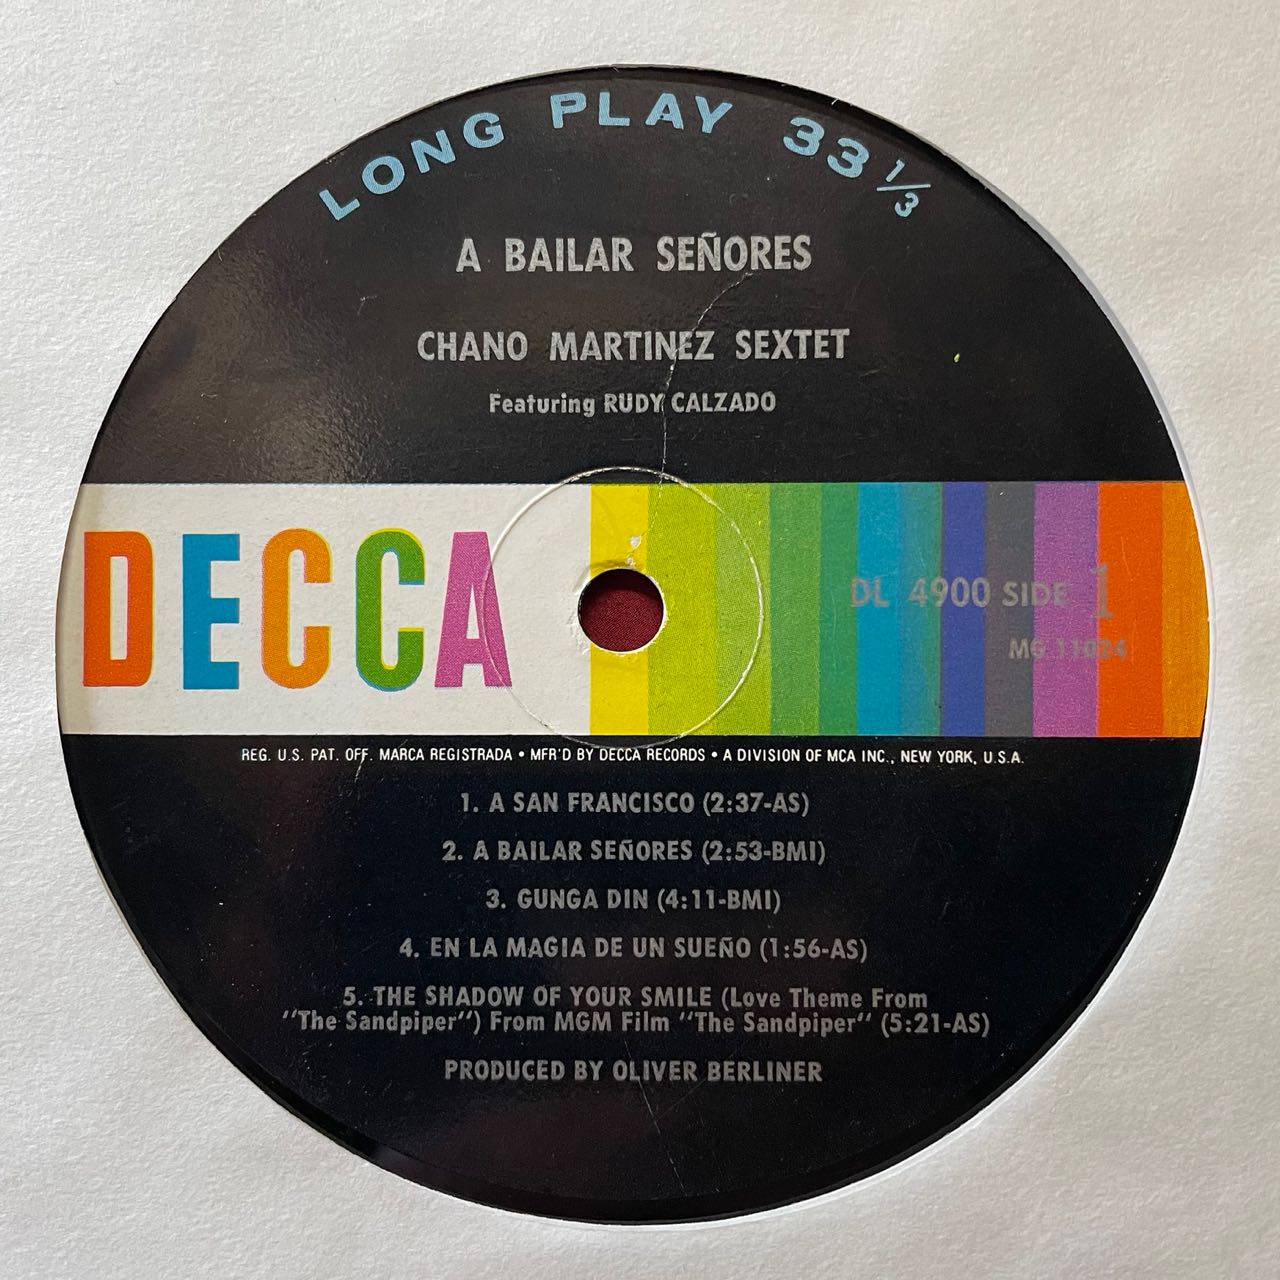 LONG PLAY 33 1/3
A BAILAR SEÑORES
CHANO MARTINEZ SEXTET
Featuring RUDY CALZADO
DECCA
DL 4900 SIDE 1
MG 11024
REG. U.S. PAT. OFF. MARCA REGISTRADA • MFR'D BY DECCA RECORDS • A DIVISION OF MCA INC., NEW YORK, U.S.A.
1. A SAN FRANCISCO (2:37-AS)
2. A BAILAR SEÑORES (2:53-BMI)
3. GUNGA DIN (4:11-BMI)
4. EN LA MAGIA DE UN SUEÑO (1:56-AS)
5. THE SHADOW OF YOUR SMILE (Love Theme From
"The Sandpiper") From MGM Film "The Sandpiper" (5:21-AS)
PRODUCED BY OLIVER BERLINER